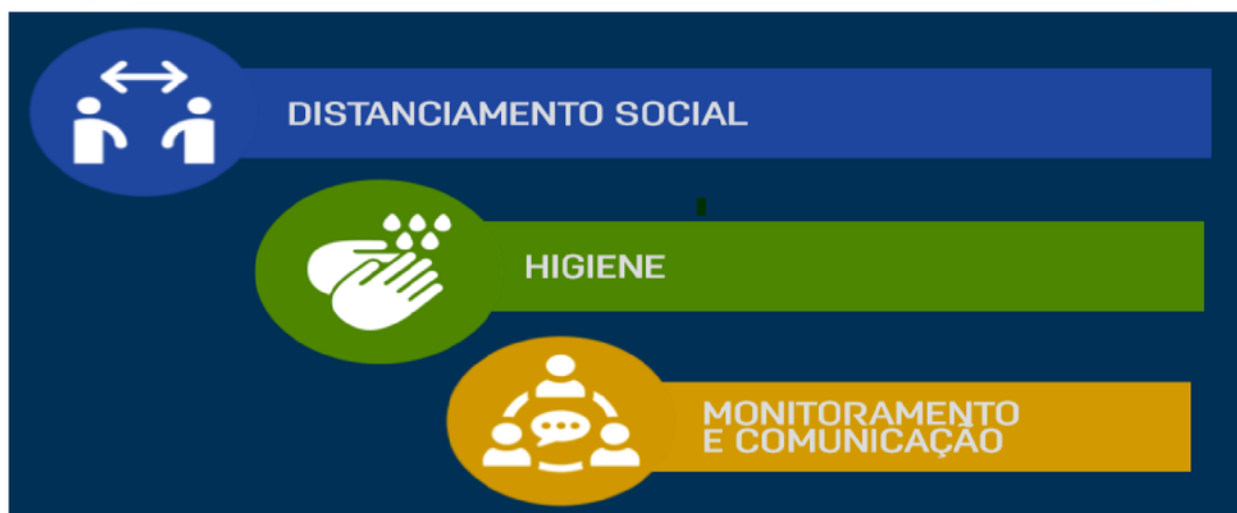 DISTANCIAMENTO SOCIAL
HIGIENE
MONITORAMENTO
E COMUNICAÇÃO